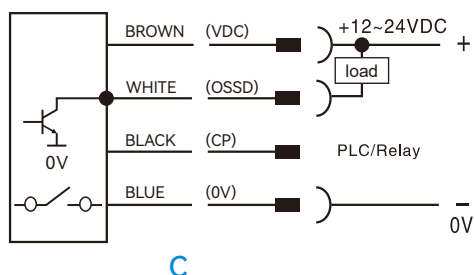 BROWN (VDC) +12~24VDC +
load
WHITE (OSSD)
0V
BLACK (CP) PLC/Relay
BLUE (0V) −
0V
C